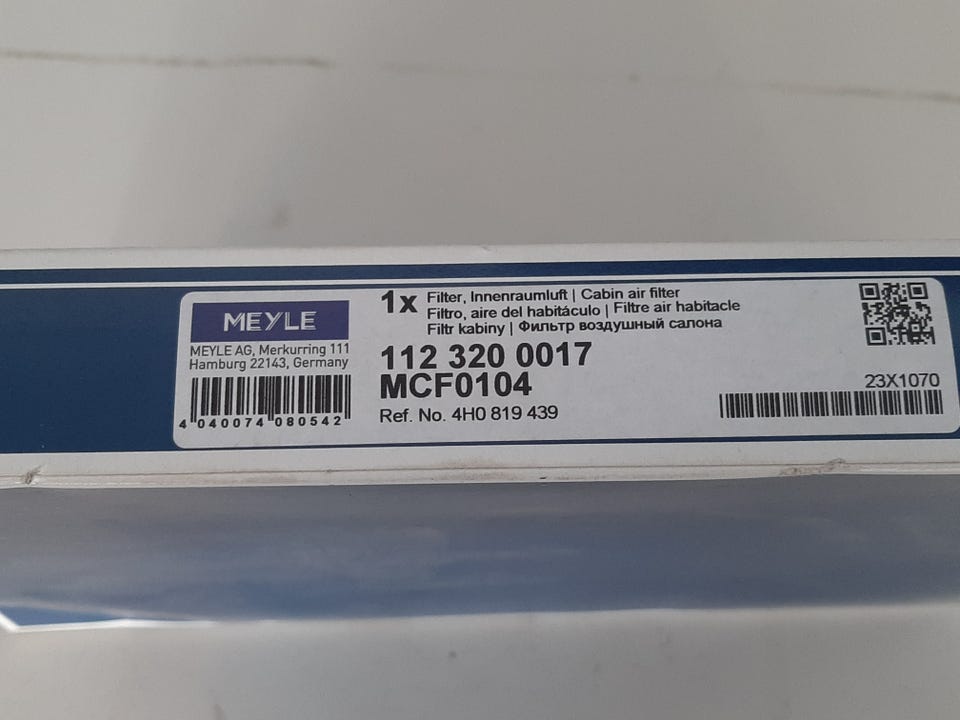 MEYLE
MEYLE AG, Merkurring 111
Hamburg 22143, Germany
4 040074 080542
1x Filter, Innenraumluft | Cabin air filter
Filtro, aire del habitáculo | Filtre air habitacle
Filtr kabiny | Фильтр воздушный салона
112 320 0017
MCF0104
Ref. No. 4H0 819 439
23X1070